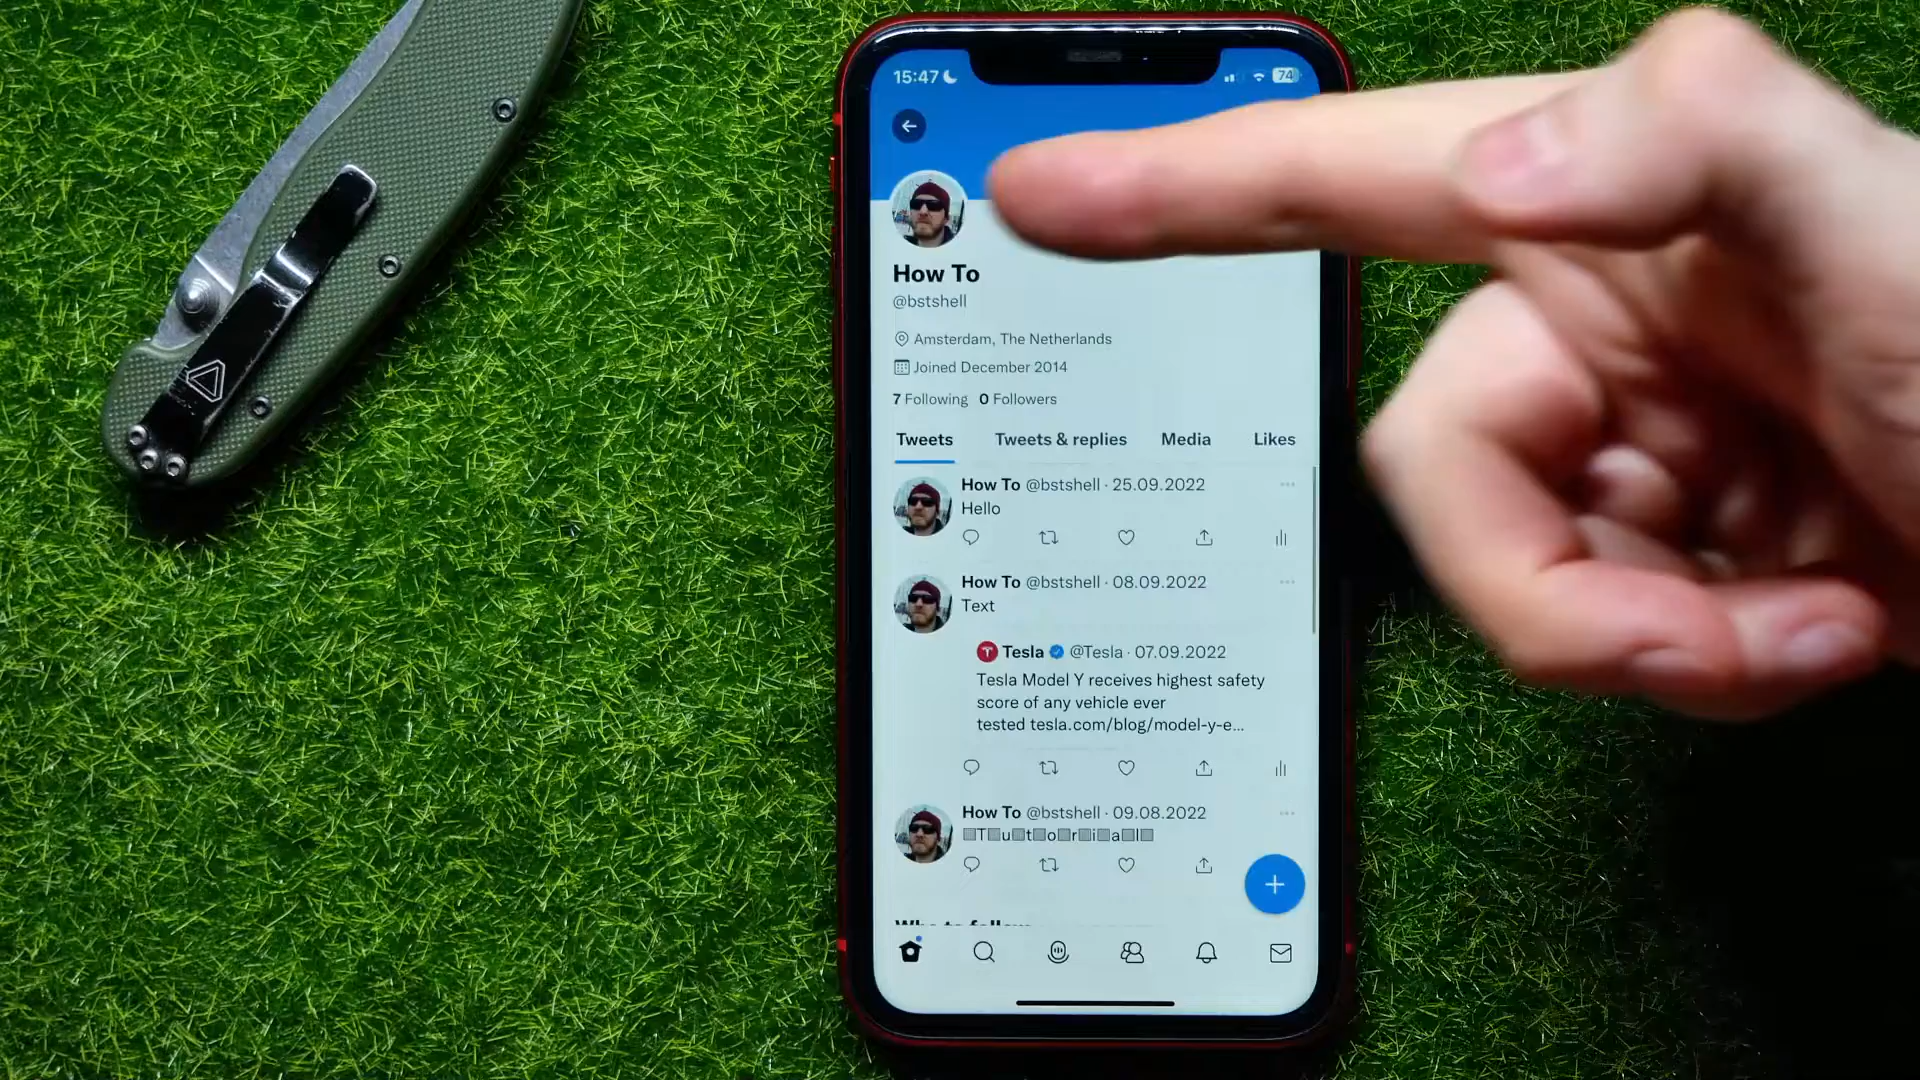 15:47
74
How To
@bstshell
Amsterdam, The Netherlands
Joined December 2014
7 Following 0 Followers
Tweets Tweets & replies Media Likes
How To @bstshell · 25.09.2022
Hello
How To @bstshell · 08.09.2022
Text
Tesla @Tesla · 07.09.2022
Tesla Model Y receives highest safety
score of any vehicle ever
tested tesla.com/blog/model-y-e...
How To @bstshell · 09.08.2022
T u t o r i a l
Who to follow